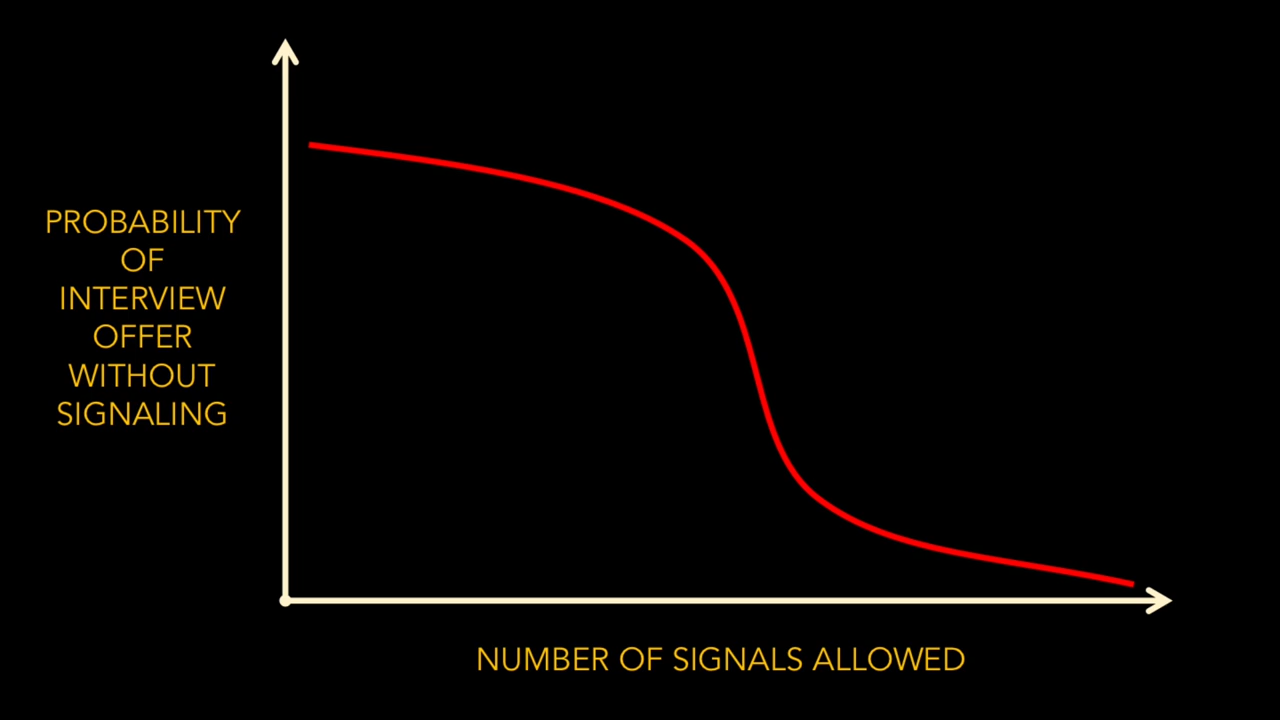 PROBABILITY
OF
INTERVIEW
OFFER
WITHOUT
SIGNALING
NUMBER OF SIGNALS ALLOWED